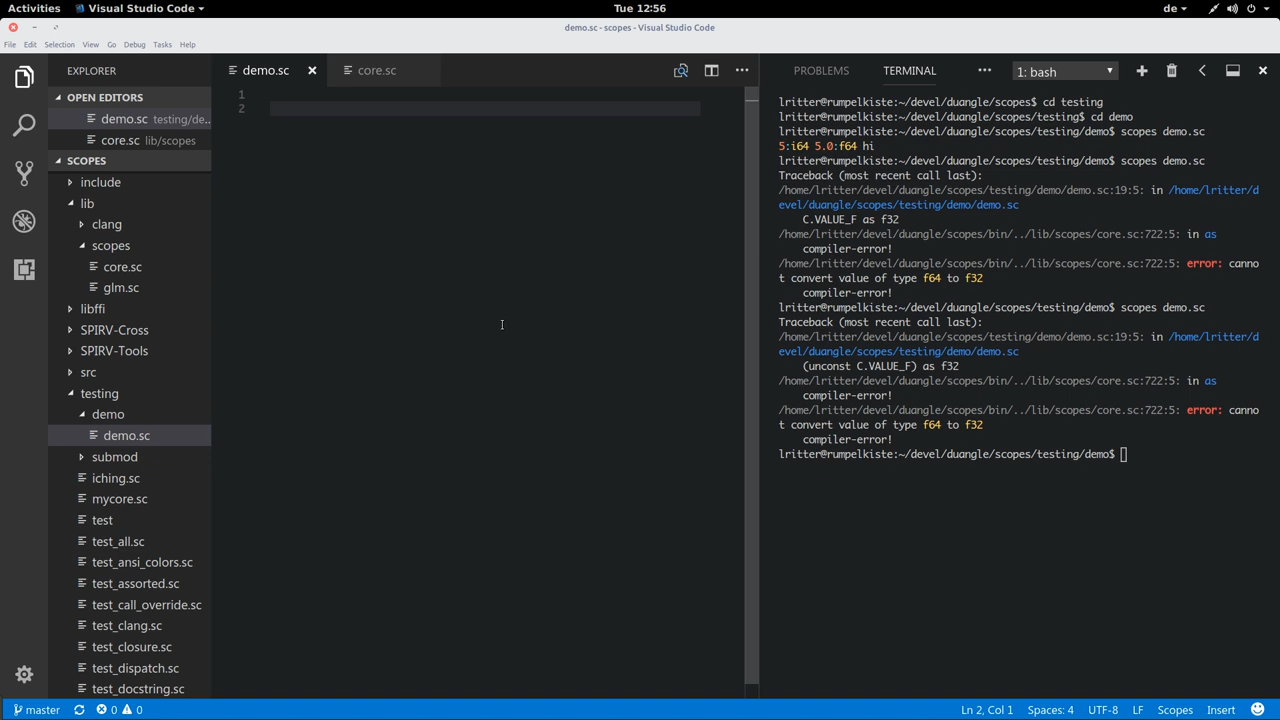 Activities Visual Studio Code Tue 12:56 de
demo.sc - scopes - Visual Studio Code
File Edit Selection View Go Debug Tasks Help
EXPLORER
OPEN EDITORS
demo.sc testing/de...
core.sc lib/scopes
SCOPES
include
lib
clang
scopes
core.sc
glm.sc
libffi
SPIRV-Cross
SPIRV-Tools
src
testing
demo
demo.sc
submod
iching.sc
mycore.sc
test
test_all.sc
test_ansi_colors.sc
test_assorted.sc
test_call_override.sc
test_clang.sc
test_closure.sc
test_dispatch.sc
test_docstring.sc
demo.sc core.sc
1
2
PROBLEMS TERMINAL 1: bash
lritter@rumpelkiste:~/devel/duangle/scopes$ cd testing
lritter@rumpelkiste:~/devel/duangle/scopes/testing$ cd demo
lritter@rumpelkiste:~/devel/duangle/scopes/testing/demo$ scopes demo.sc
5:i64 5.0:f64 hi
lritter@rumpelkiste:~/devel/duangle/scopes/testing/demo$ scopes demo.sc
Traceback (most recent call last):
/home/lritter/devel/duangle/scopes/testing/demo/demo.sc:19:5: in /home/lritter/d
evel/duangle/scopes/testing/demo/demo.sc
C.VALUE_F as f32
/home/lritter/devel/duangle/scopes/bin/../lib/scopes/core.sc:722:5: in as
compiler-error!
/home/lritter/devel/duangle/scopes/bin/../lib/scopes/core.sc:722:5: error: canno
t convert value of type f64 to f32
compiler-error!
lritter@rumpelkiste:~/devel/duangle/scopes/testing/demo$ scopes demo.sc
Traceback (most recent call last):
/home/lritter/devel/duangle/scopes/testing/demo/demo.sc:19:5: in /home/lritter/d
evel/duangle/scopes/testing/demo/demo.sc
(unconst C.VALUE_F) as f32
/home/lritter/devel/duangle/scopes/bin/../lib/scopes/core.sc:722:5: in as
compiler-error!
/home/lritter/devel/duangle/scopes/bin/../lib/scopes/core.sc:722:5: error: canno
t convert value of type f64 to f32
compiler-error!
lritter@rumpelkiste:~/devel/duangle/scopes/testing/demo$
master 0 0 Ln 2, Col 1 Spaces: 4 UTF-8 LF Scopes Insert